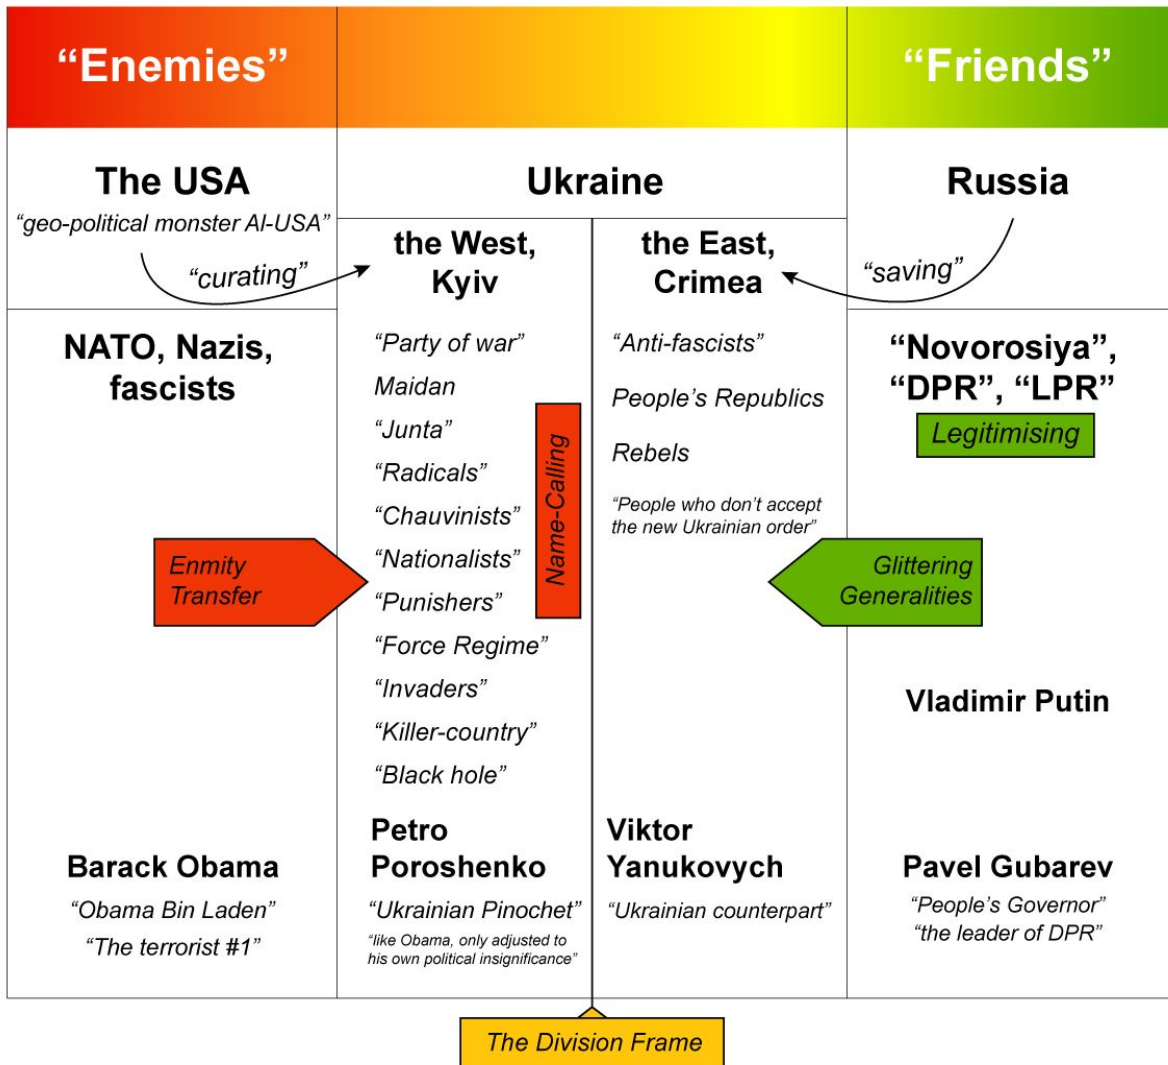 “Enemies”
“Friends”
The USA
“geo-political monster AI-USA”
“curating”
Ukraine
Russia
“saving”
the West,
Kyiv
the East,
Crimea
NATO, Nazis,
fascists
Enmity
Transfer
Barack Obama
“Obama Bin Laden”
“The terrorist #1”
“Party of war”
Maidan
“Junta”
“Radicals”
“Chauvinists”
“Nationalists”
“Punishers”
“Force Regime”
“Invaders”
“Killer-country”
“Black hole”
Name-Calling
Petro
Poroshenko
“Ukrainian Pinochet”
“like Obama, only adjusted to
his own political insignificance”
“Anti-fascists”
People’s Republics
Rebels
“People who don’t accept
the new Ukrainian order”
Viktor
Yanukovych
“Ukrainian counterpart”
“Novorosiya”,
“DPR”, “LPR”
Legitimising
Glittering
Generalities
Vladimir Putin
Pavel Gubarev
“People’s Governor”
“the leader of DPR”
The Division Frame